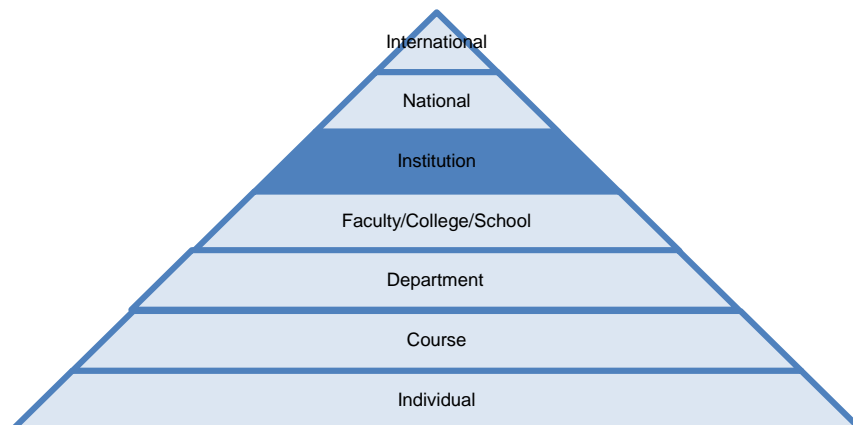 International
National
Institution
Faculty/College/School
Department
Course
Individual